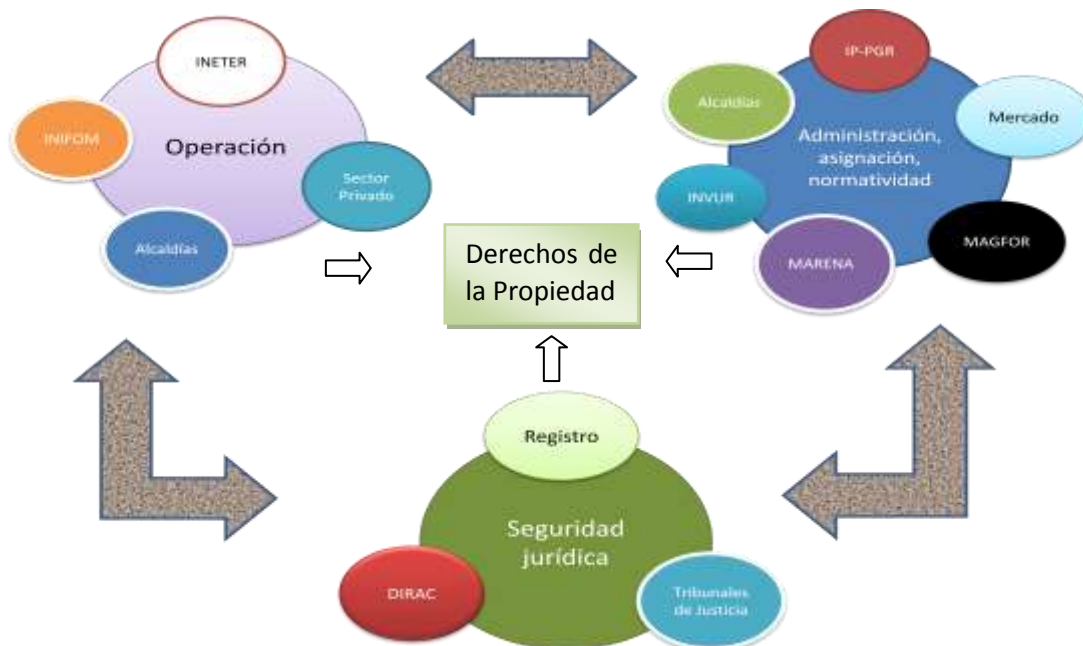 INETER
INIFOM
Operación
Sector
Privado
Alcaldías
IP-PGR
Alcaldías
Mercado
Administración,
asignación,
normatividad
INVUR
MARENA
MAGFOR
Derechos de
la Propiedad
Registro
Seguridad
jurídica
DIRAC
Tribunales
de Justicia